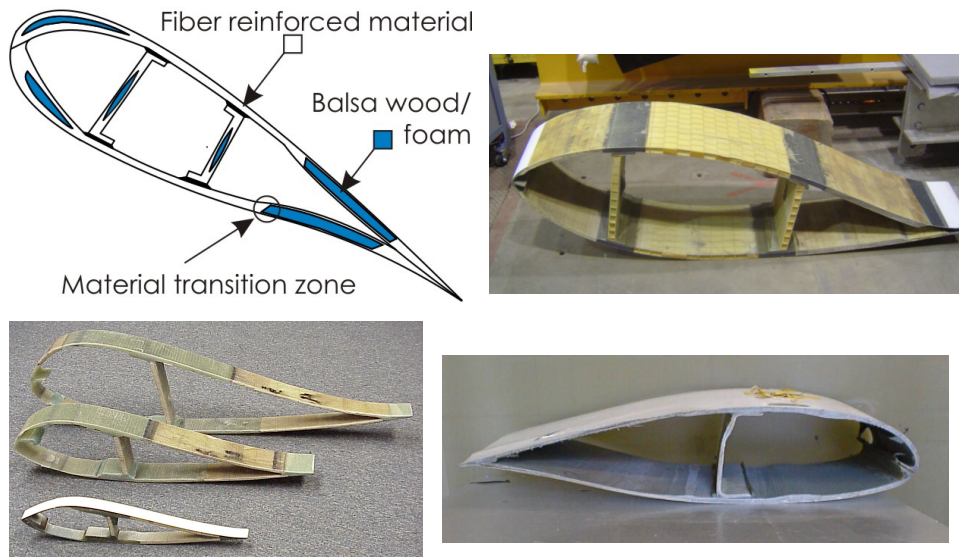 Fiber reinforced material
Balsa wood/
foam
Material transition zone